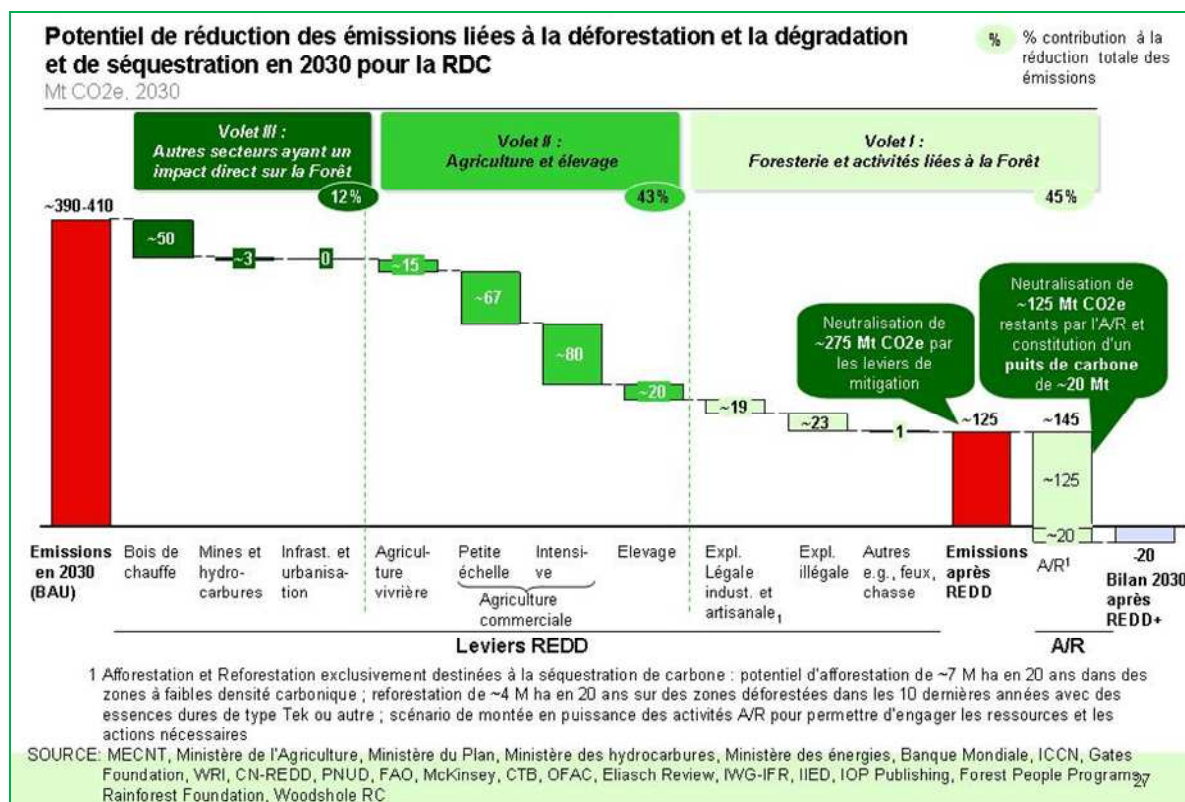 Potentiel de réduction des émissions liées à la déforestation et la dégradation
et de séquestration en 2030 pour la RDC
Mt CO2e, 2030
%
% contribution à la
réduction totale des
émissions
Volet III :
Autres secteurs ayant un
impact direct sur la Forêt
12%
Volet II :
Agriculture et élevage
43%
Volet I :
Foresterie et activités liées à la Forêt
45%
~390-410
~50
~3
0
~15
~67
~80
~20
~19
~23
1
Neutralisation de
~275 Mt CO2e par
les leviers de
mitigation
Neutralisation de
~125 Mt CO2e
restants par l'A/R et
constitution d'un
puits de carbone
de ~20 Mt
~125
~145
~125
~20
-20
Emissions
en 2030
(BAU)
Bois de
chauffe
Mines et
hydro-
carbures
Infrast. et
urbanisa-
tion
Agricul-
ture
vivrière
Petite
échelle
Intensi-
ve
Agriculture
commerciale
Elevage
Expl.
Légale
indust. et
artisanale1
Expl.
illégale
Autres
e.g., feux,
chasse
Emissions
après
REDD
A/R1
Bilan 2030
après
REDD+
Leviers REDD
A/R
1 Afforestation et Reforestation exclusivement destinées à la séquestration de carbone : potentiel d'afforestation de ~7 M ha en 20 ans dans des
zones à faibles densité carbonique ; reforestation de ~4 M ha en 20 ans sur des zones déforestées dans les 10 dernières années avec des
essences dures de type Tek ou autre ; scénario de montée en puissance des activités A/R pour permettre d'engager les ressources et les
actions nécessaires
SOURCE: MECNT, Ministère de l'Agriculture, Ministère du Plan, Ministère des hydrocarbures, Ministère des énergies, Banque Mondiale, ICCN, Gates
Foundation, WRI, CN-REDD, PNUD, FAO, McKinsey, CTB, OFAC, Eliasch Review, IWG-IFR, IIED, IOP Publishing, Forest People Programs,
Rainforest Foundation, Woodshole RC
27